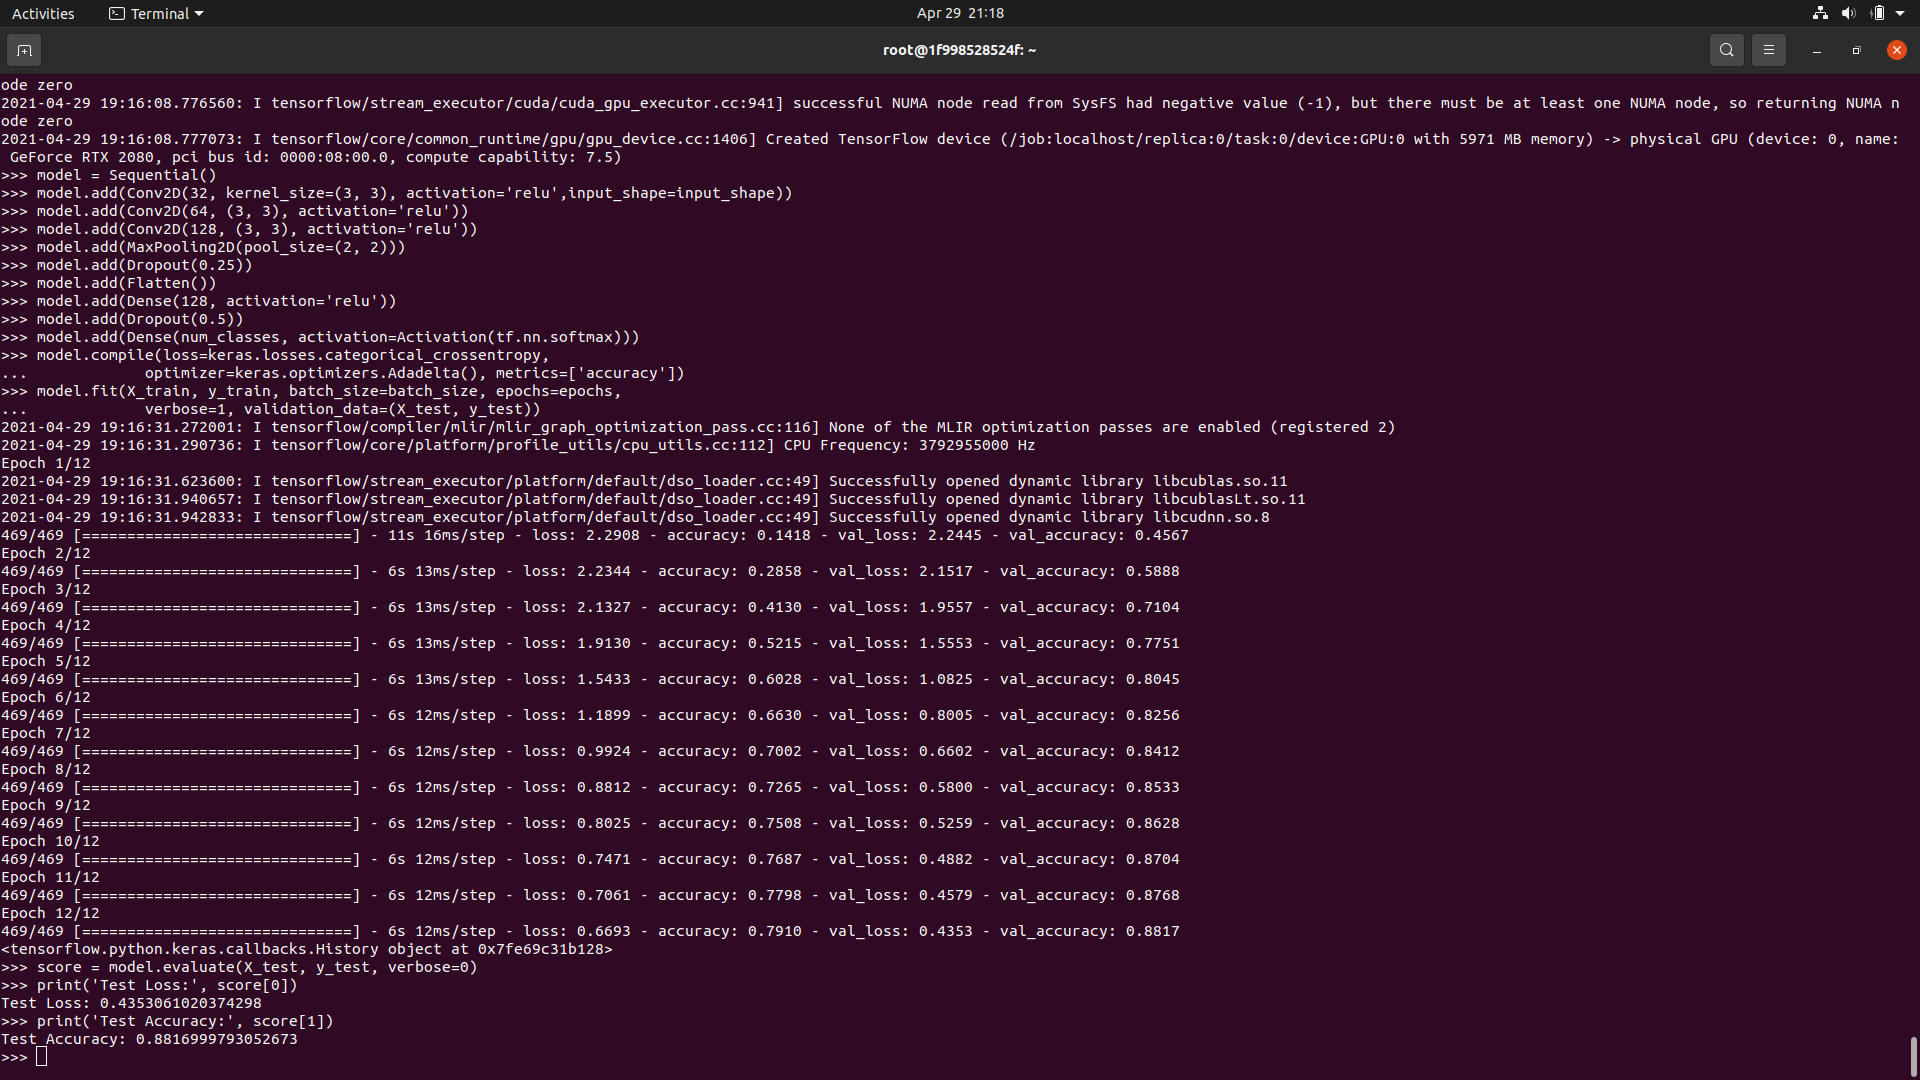 Activities
Terminal
Apr 29 21:18
root@1f998528524f: ~
ode zero
2021-04-29 19:16:08.776560: I tensorflow/stream_executor/cuda/cuda_gpu_executor.cc:941] successful NUMA node read from SysFS had negative value (-1), but there must be at least one NUMA node, so returning NUMA n
ode zero
2021-04-29 19:16:08.777073: I tensorflow/core/common_runtime/gpu/gpu_device.cc:1406] Created TensorFlow device (/job:localhost/replica:0/task:0/device:GPU:0 with 5971 MB memory) -> physical GPU (device: 0, name:
 GeForce RTX 2080, pci bus id: 0000:08:00.0, compute capability: 7.5)
>>> model = Sequential()
>>> model.add(Conv2D(32, kernel_size=(3, 3), activation='relu',input_shape=input_shape))
>>> model.add(Conv2D(64, (3, 3), activation='relu'))
>>> model.add(Conv2D(128, (3, 3), activation='relu'))
>>> model.add(MaxPooling2D(pool_size=(2, 2)))
>>> model.add(Dropout(0.25))
>>> model.add(Flatten())
>>> model.add(Dense(128, activation='relu'))
>>> model.add(Dropout(0.5))
>>> model.add(Dense(num_classes, activation=Activation(tf.nn.softmax)))
>>> model.compile(loss=keras.losses.categorical_crossentropy,
...             optimizer=keras.optimizers.Adadelta(), metrics=['accuracy'])
>>> model.fit(X_train, y_train, batch_size=batch_size, epochs=epochs,
...             verbose=1, validation_data=(X_test, y_test))
2021-04-29 19:16:31.272001: I tensorflow/compiler/mlir/mlir_graph_optimization_pass.cc:116] None of the MLIR optimization passes are enabled (registered 2)
2021-04-29 19:16:31.290736: I tensorflow/core/platform/profile_utils/cpu_utils.cc:112] CPU Frequency: 3792955000 Hz
Epoch 1/12
2021-04-29 19:16:31.623600: I tensorflow/stream_executor/platform/default/dso_loader.cc:49] Successfully opened dynamic library libcublas.so.11
2021-04-29 19:16:31.940657: I tensorflow/stream_executor/platform/default/dso_loader.cc:49] Successfully opened dynamic library libcublasLt.so.11
2021-04-29 19:16:31.942833: I tensorflow/stream_executor/platform/default/dso_loader.cc:49] Successfully opened dynamic library libcudnn.so.8
469/469 [==============================] - 11s 16ms/step - loss: 2.2908 - accuracy: 0.1418 - val_loss: 2.2445 - val_accuracy: 0.4567
Epoch 2/12
469/469 [==============================] - 6s 13ms/step - loss: 2.2344 - accuracy: 0.2858 - val_loss: 2.1517 - val_accuracy: 0.5888
Epoch 3/12
469/469 [==============================] - 6s 13ms/step - loss: 2.1327 - accuracy: 0.4130 - val_loss: 1.9557 - val_accuracy: 0.7104
Epoch 4/12
469/469 [==============================] - 6s 13ms/step - loss: 1.9130 - accuracy: 0.5215 - val_loss: 1.5553 - val_accuracy: 0.7751
Epoch 5/12
469/469 [==============================] - 6s 13ms/step - loss: 1.5433 - accuracy: 0.6028 - val_loss: 1.0825 - val_accuracy: 0.8045
Epoch 6/12
469/469 [==============================] - 6s 12ms/step - loss: 1.1899 - accuracy: 0.6630 - val_loss: 0.8005 - val_accuracy: 0.8256
Epoch 7/12
469/469 [==============================] - 6s 12ms/step - loss: 0.9924 - accuracy: 0.7002 - val_loss: 0.6602 - val_accuracy: 0.8412
Epoch 8/12
469/469 [==============================] - 6s 12ms/step - loss: 0.8812 - accuracy: 0.7265 - val_loss: 0.5800 - val_accuracy: 0.8533
Epoch 9/12
469/469 [==============================] - 6s 12ms/step - loss: 0.8025 - accuracy: 0.7508 - val_loss: 0.5259 - val_accuracy: 0.8628
Epoch 10/12
469/469 [==============================] - 6s 12ms/step - loss: 0.7471 - accuracy: 0.7687 - val_loss: 0.4882 - val_accuracy: 0.8704
Epoch 11/12
469/469 [==============================] - 6s 12ms/step - loss: 0.7061 - accuracy: 0.7798 - val_loss: 0.4579 - val_accuracy: 0.8768
Epoch 12/12
469/469 [==============================] - 6s 12ms/step - loss: 0.6693 - accuracy: 0.7910 - val_loss: 0.4353 - val_accuracy: 0.8817
<tensorflow.python.keras.callbacks.History object at 0x7fe69c31b128>
>>> score = model.evaluate(X_test, y_test, verbose=0)
>>> print('Test Loss:', score[0])
Test Loss: 0.4353061020374298
>>> print('Test Accuracy:', score[1])
Test Accuracy: 0.8816999793052673
>>>